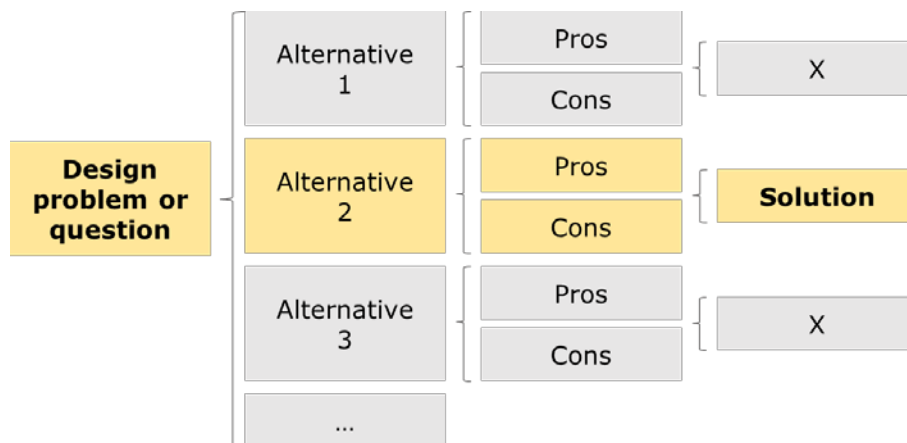 Design
problem or
question
Alternative
1
Pros
Cons
X
Alternative
2
Pros
Cons
Solution
Alternative
3
Pros
Cons
X
...